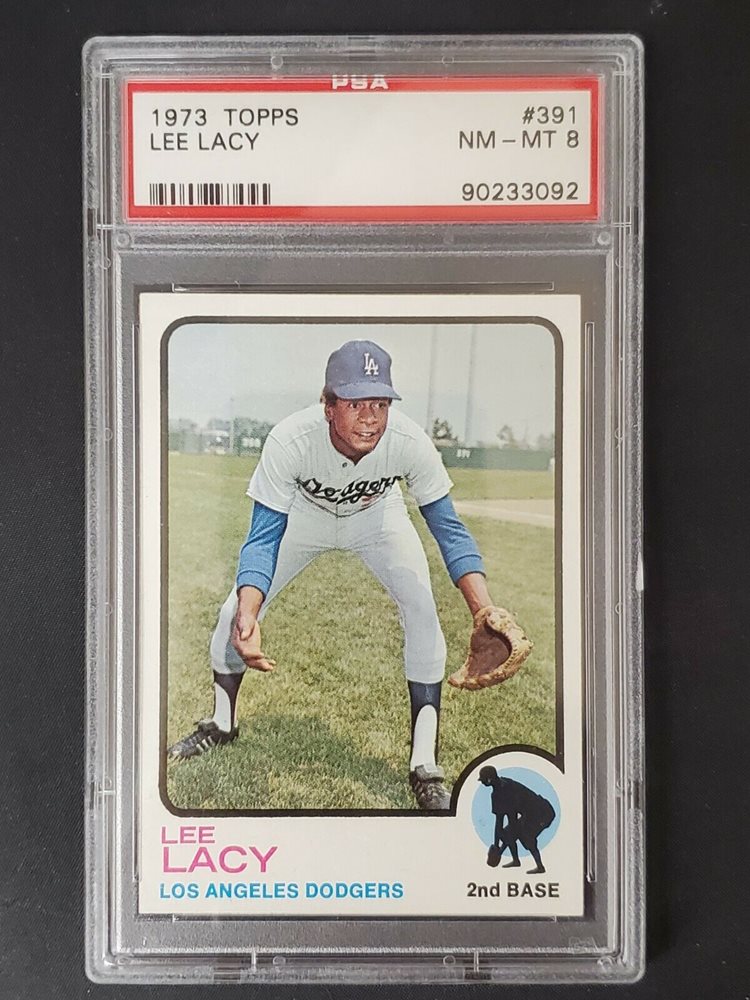 PSA
1973 TOPPS #391
LEE LACY NM - MT 8
90233092
LA
Dodgers
LEE
LACY
LOS ANGELES DODGERS
2nd BASE